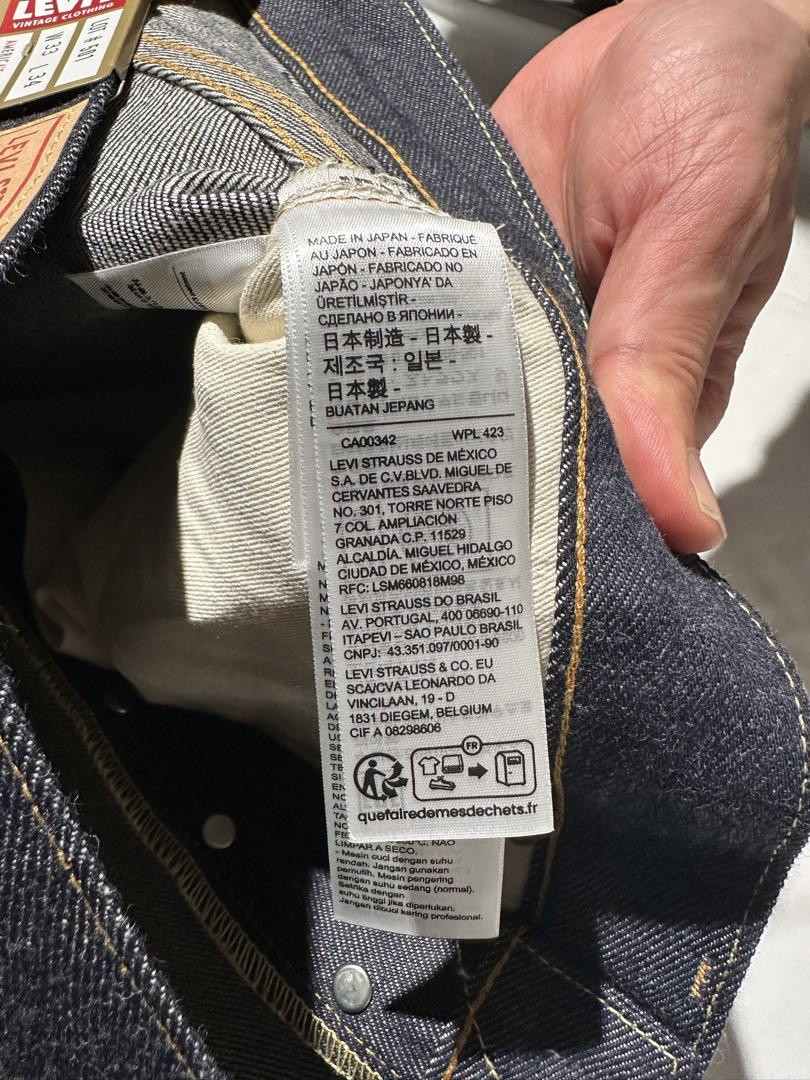 LEVI'S
VINTAGE CLOTHING
LOT # 501
W 33 L 34
MADE IN JAPAN - FABRIQUÉ
AU JAPON - FABRICADO EN
JAPÓN - FABRICADO NO
JAPÃO - JAPONYA' DA
ÜRETİLMİŞTİR -
СДЕЛАНО В ЯПОНИИ -
日本制造 - 日本製 -
제조국 : 일본 -
日本製 -
BUATAN JEPANG
CA00342 WPL 423
LEVI STRAUSS DE MÉXICO
S.A. DE C.V.BLVD. MIGUEL DE
CERVANTES SAAVEDRA
NO. 301, TORRE NORTE PISO
7 COL. AMPLIACIÓN
GRANADA C.P. 11529
ALCALDÍA. MIGUEL HIDALGO
CIUDAD DE MÉXICO, MÉXICO
RFC: LSM660818M98
LEVI STRAUSS DO BRASIL
AV. PORTUGAL, 400 06690-110
ITAPEVI – SAO PAULO BRASIL
CNPJ: 43.351.097/0001-90
LEVI STRAUSS & CO. EU
SCA/CVA LEONARDO DA
VINCILAAN, 19 - D
1831 DIEGEM, BELGIUM
CIF A 08298606
FR
quefairedemesdechets.fr
LIMPAR A SECO.
- Mesin cuci dengan suhu
rendah. Jangan gunakan
pemutih. Mesin pengering
dengan suhu sedang (normal).
Setrika dengan
suhu tinggi jika diperlukan.
Jangan dicuci kering profesional.